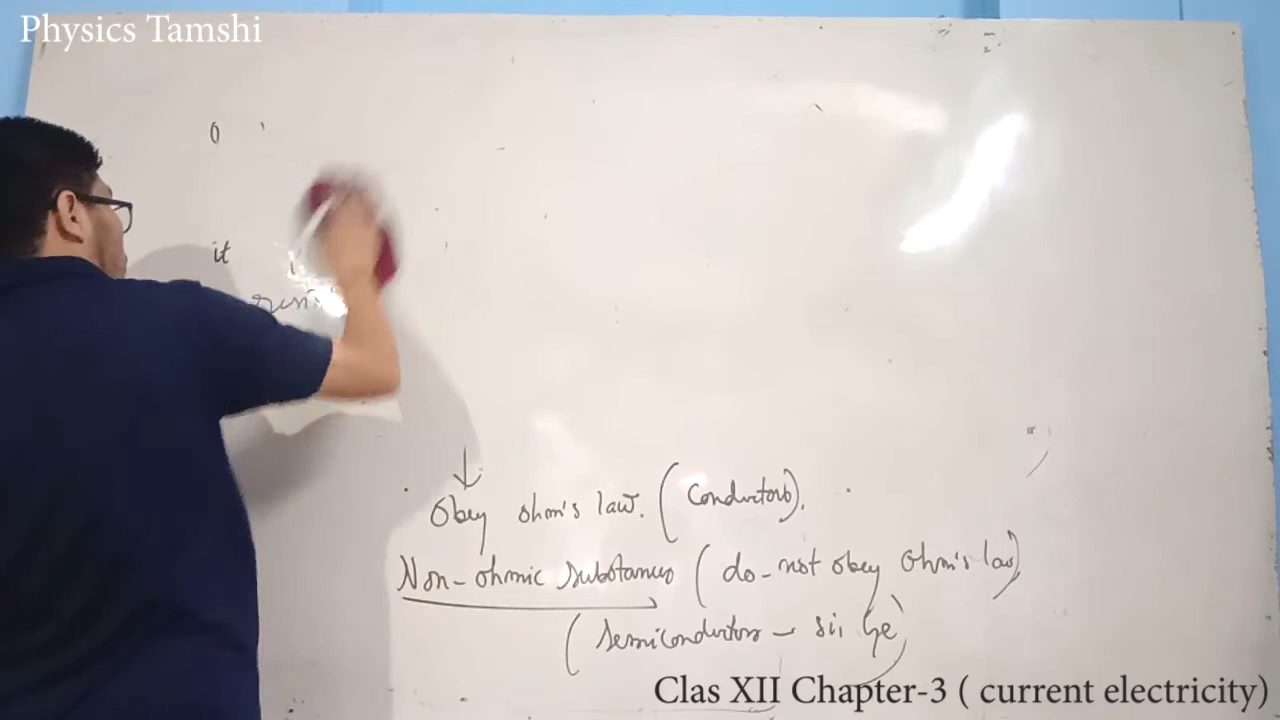 Physics Tamshi
it
Obey ohm's law. (Conductors).
Non-ohmic substances (do-not obey Ohm's law)
(Semiconductors - Si, Ge)
Clas XII Chapter-3 ( current electricity)